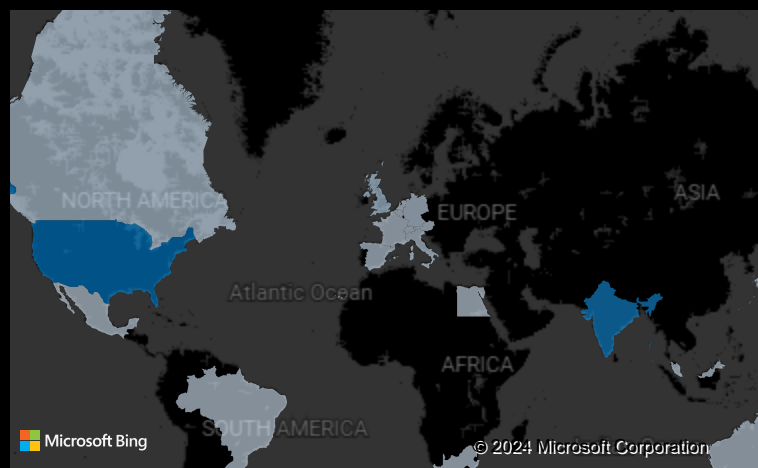 NORTH AMERICA
ASIA
EUROPE
Atlantic Ocean
AFRICA
SOUTH AMERICA
Microsoft Bing
© 2024 Microsoft Corporation